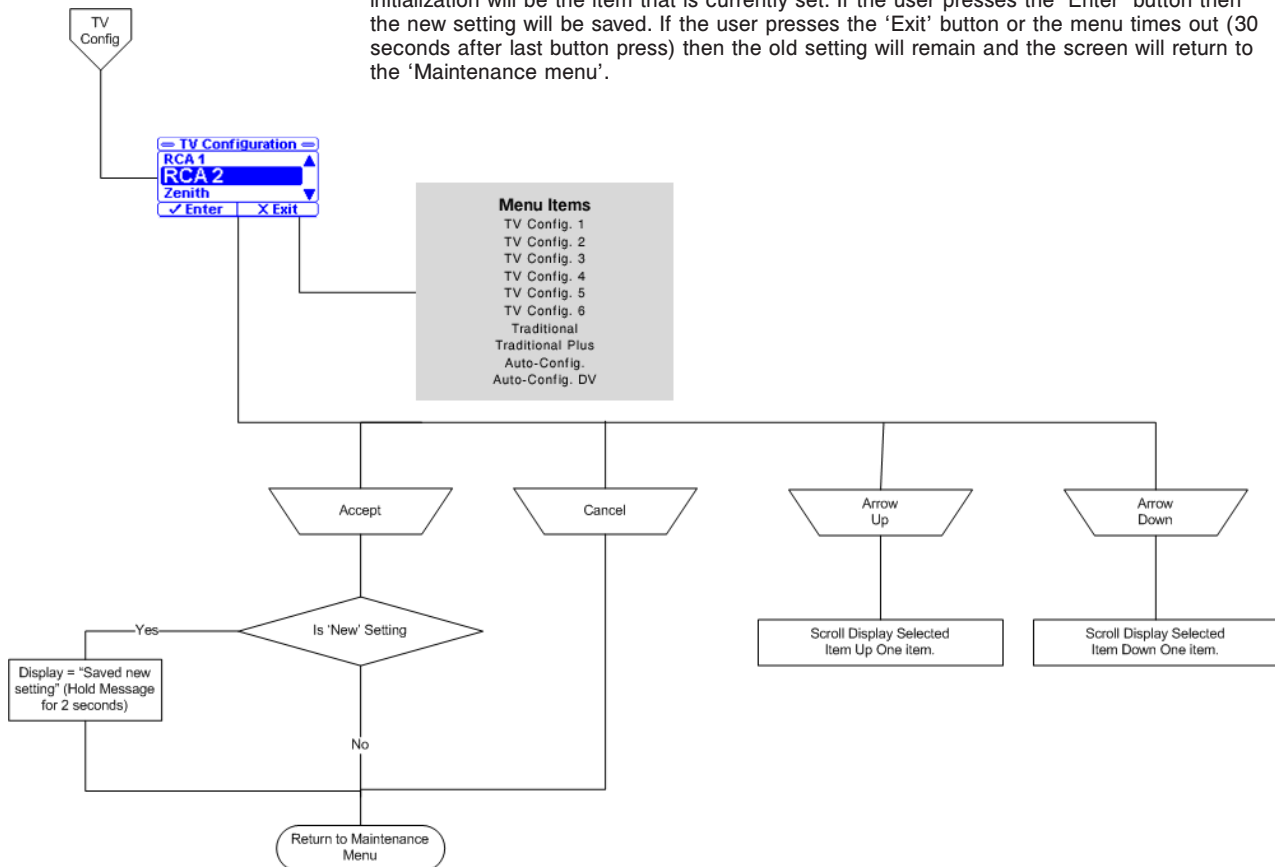 initialization will be the item that is currently set. If the user presses the ‘Enter’ button then
the new setting will be saved. If the user presses the ‘Exit’ button or the menu times out (30
seconds after last button press) then the old setting will remain and the screen will return to
the ‘Maintenance menu’.
TV
Config
TV Configuration
RCA 1
RCA 2
Zenith
✓ Enter X Exit
Menu Items
TV Config. 1
TV Config. 2
TV Config. 3
TV Config. 4
TV Config. 5
TV Config. 6
Traditional
Traditional Plus
Auto-Config.
Auto-Config. DV
Accept
Cancel
Arrow
Up
Arrow
Down
Is ‘New’ Setting
Yes
No
Display = “Saved new
setting” (Hold Message
for 2 seconds)
Scroll Display Selected
Item Up One item.
Scroll Display Selected
Item Down One item.
Return to Maintenance
Menu